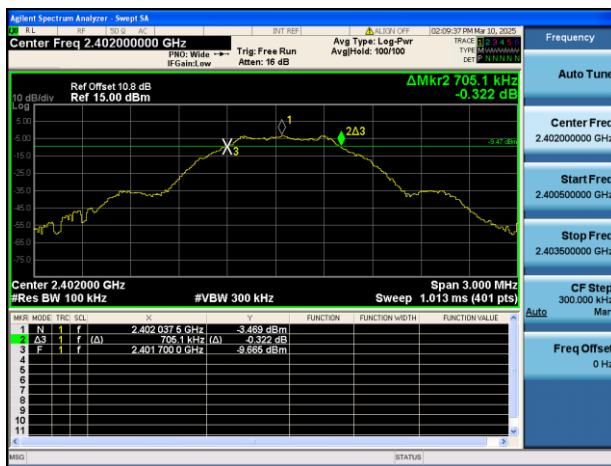 Agilent Spectrum Analyzer - Swept SA
RL RF 50 Ω AC INT REF ALIGN OFF 02:09:37 PM Mar 10, 2025
Center Freq 2.402000000 GHz
PNO: Wide
IFGain:Low
Trig: Free Run
Atten: 16 dB
Avg Type: Log-Pwr
Avg|Hold: 100/100
TRACE 1 2 3 4 5 6
TYPE M
DET P N N N N N
Frequency
Auto Tune
Center Freq
2.402000000 GHz
Start Freq
2.400500000 GHz
Stop Freq
2.403500000 GHz
CF Step
300.000 kHz
Auto Man
Freq Offset
0 Hz
Ref Offset 10.8 dB
Ref 15.00 dBm
ΔMkr2 705.1 kHz
-0.322 dB
10 dB/div
Log
5.00
-5.00
-15.0
-25.0
-35.0
-45.0
-55.0
-65.0
-75.0
1
2Δ3
3
-9.47 dBm
Center 2.402000 GHz
#Res BW 100 kHz
#VBW 300 kHz
Span 3.000 MHz
Sweep 1.013 ms (401 pts)
MKR MODE TRC SCL X Y FUNCTION FUNCTION WIDTH FUNCTION VALUE
1 N 1 f 2.402 037 5 GHz -3.469 dBm
2 Δ3 1 f (Δ) 705.1 kHz (Δ) -0.322 dB
3 F 1 f 2.401 700 0 GHz -9.665 dBm
4
5
6
7
8
9
10
11
MSG STATUS